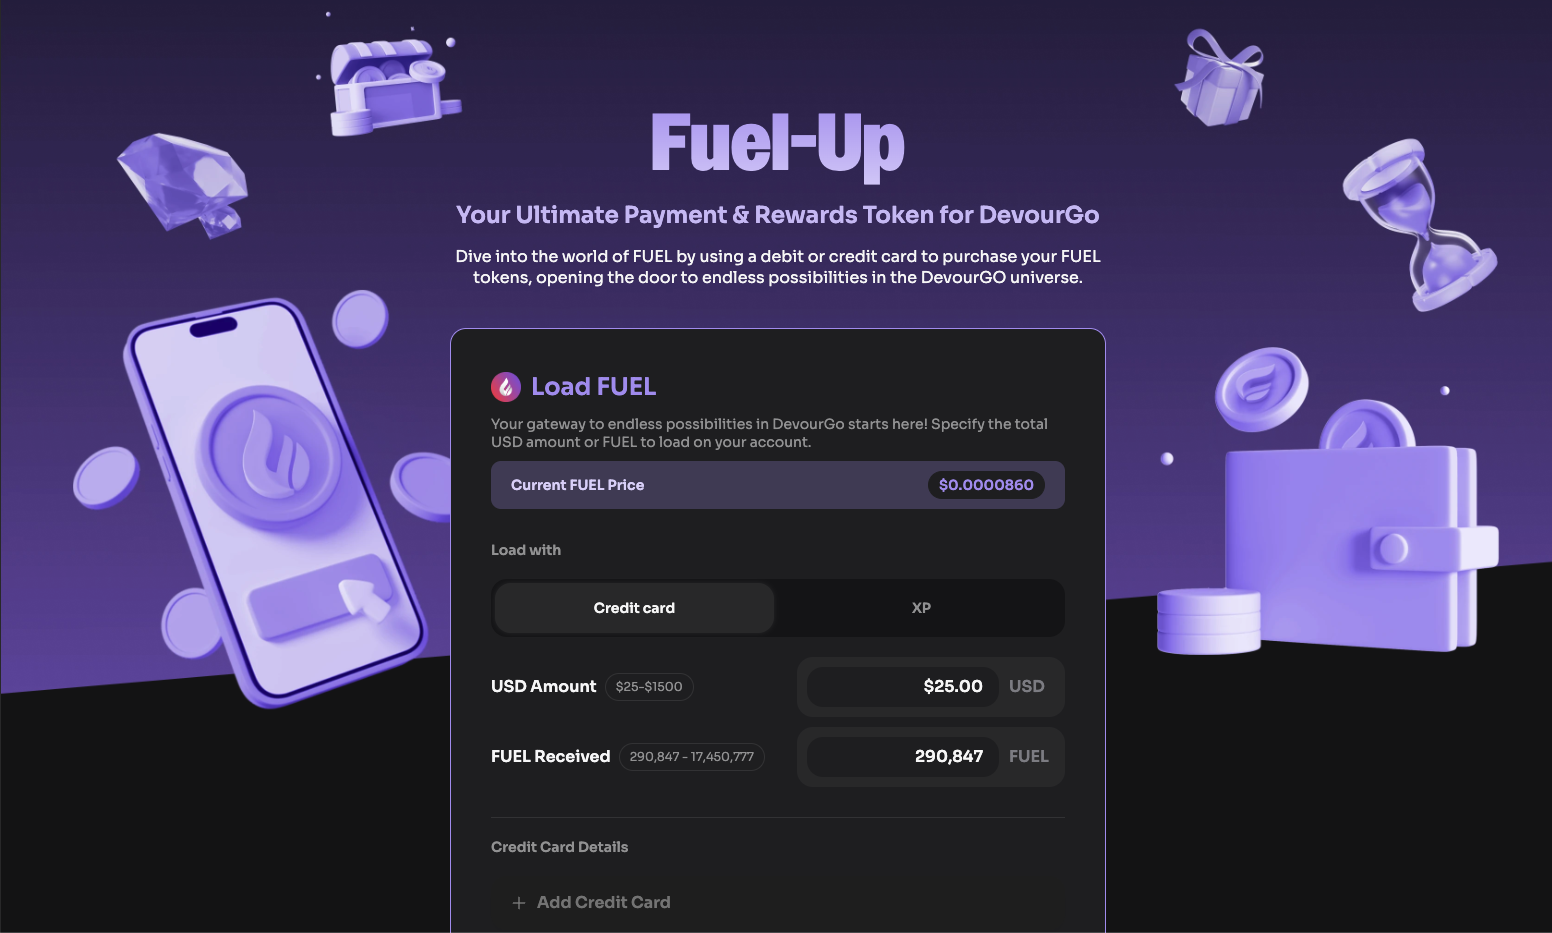 Fuel-Up
Your Ultimate Payment & Rewards Token for DevourGo
Dive into the world of FUEL by using a debit or credit card to purchase your FUEL
tokens, opening the door to endless possibilities in the DevourGO universe.
Load FUEL
Your gateway to endless possibilities in DevourGo starts here! Specify the total
USD amount or FUEL to load on your account.
Current FUEL Price $0.0000860
Load with
Credit card XP
USD Amount $25-$1500 $25.00 USD
FUEL Received 290,847 - 17,450,777 290,847 FUEL
Credit Card Details
+ Add Credit Card